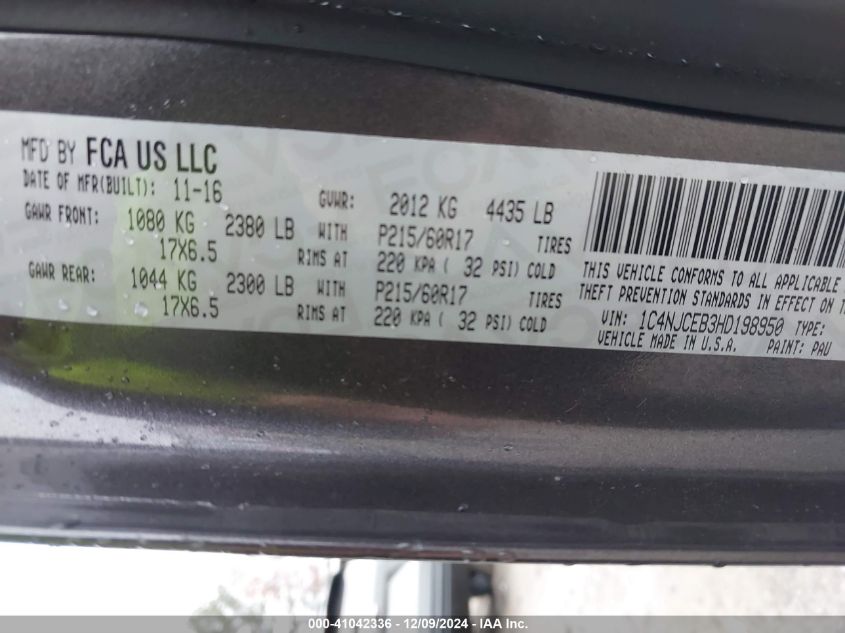 MFD BY FCA US LLC
DATE OF MFR(BUILT): 11-16
GVWR: 2012 KG 4435 LB
GAWR FRONT: 1080 KG 2380 LB WITH P215/60R17 TIRES
17X6.5 RIMS AT 220 KPA ( 32 PSI) COLD
GAWR REAR: 1044 KG 2300 LB WITH P215/60R17 TIRES
17X6.5 RIMS AT 220 KPA ( 32 PSI) COLD
THIS VEHICLE CONFORMS TO ALL APPLICABLE
THEFT PREVENTION STANDARDS IN EFFECT ON
VIN: 1C4NJCEB3HD198950 TYPE:
VEHICLE MADE IN U.S.A. PAINT: PAU
000-41042336 - 12/09/2024 - IAA Inc.